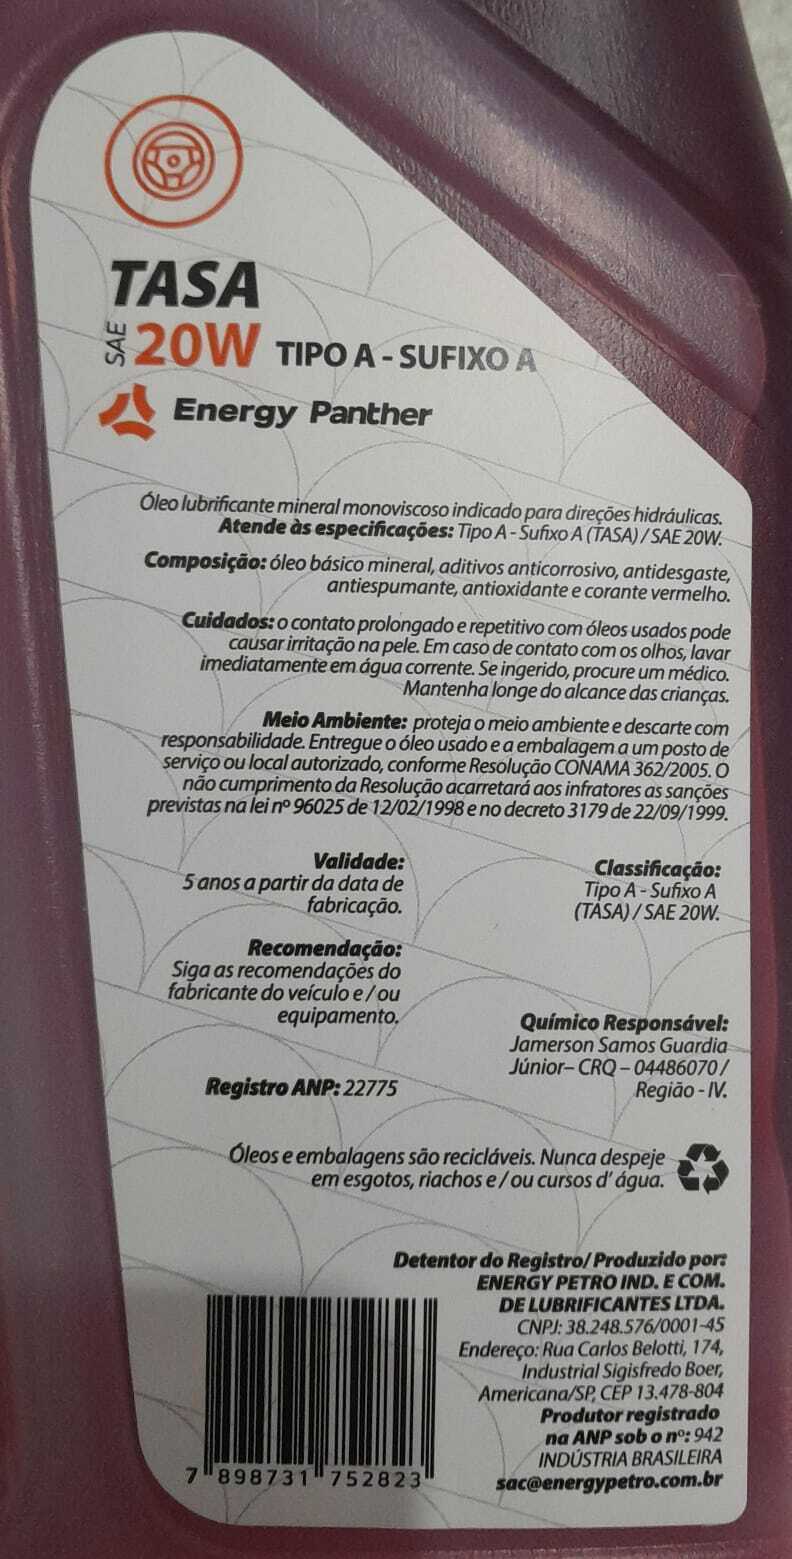 TASA
SAE 20W TIPO A - SUFIXO A
Energy Panther
Óleo lubrificante mineral monoviscoso indicado para direções hidráulicas.
Atende às especificações: Tipo A - Sufixo A (TASA) / SAE 20W.
Composição: óleo básico mineral, aditivos anticorrosivo, antidesgaste,
antiespumante, antioxidante e corante vermelho.
Cuidados: o contato prolongado e repetitivo com óleos usados pode
causar irritação na pele. Em caso de contato com os olhos, lavar
imediatamente em água corrente. Se ingerido, procure um médico.
Mantenha longe do alcance das crianças.
Meio Ambiente: proteja o meio ambiente e descarte com
responsabilidade. Entregue o óleo usado e a embalagem a um posto de
serviço ou local autorizado, conforme Resolução CONAMA 362/2005. O
não cumprimento da Resolução acarretará aos infratores as sanções
previstas na lei nº 96025 de 12/02/1998 e no decreto 3179 de 22/09/1999.
Validade:
5 anos a partir da data de
fabricação.
Classificação:
Tipo A - Sufixo A
(TASA) / SAE 20W.
Recomendação:
Siga as recomendações do
fabricante do veículo e / ou
equipamento.
Químico Responsável:
Jamerson Samos Guardia
Júnior– CRQ – 04486070 /
Região - IV.
Registro ANP: 22775
Óleos e embalagens são recicláveis. Nunca despeje
em esgotos, riachos e / ou cursos d' água.
Detentor do Registro/ Produzido por:
ENERGY PETRO IND. E COM.
DE LUBRIFICANTES LTDA.
CNPJ: 38.248.576/0001-45
Endereço: Rua Carlos Belotti, 174,
Industrial Sigisfredo Boer,
Americana/SP, CEP 13.478-804
Produtor registrado
na ANP sob o nº: 942
INDÚSTRIA BRASILEIRA
sac@energypetro.com.br
7 898731 752823